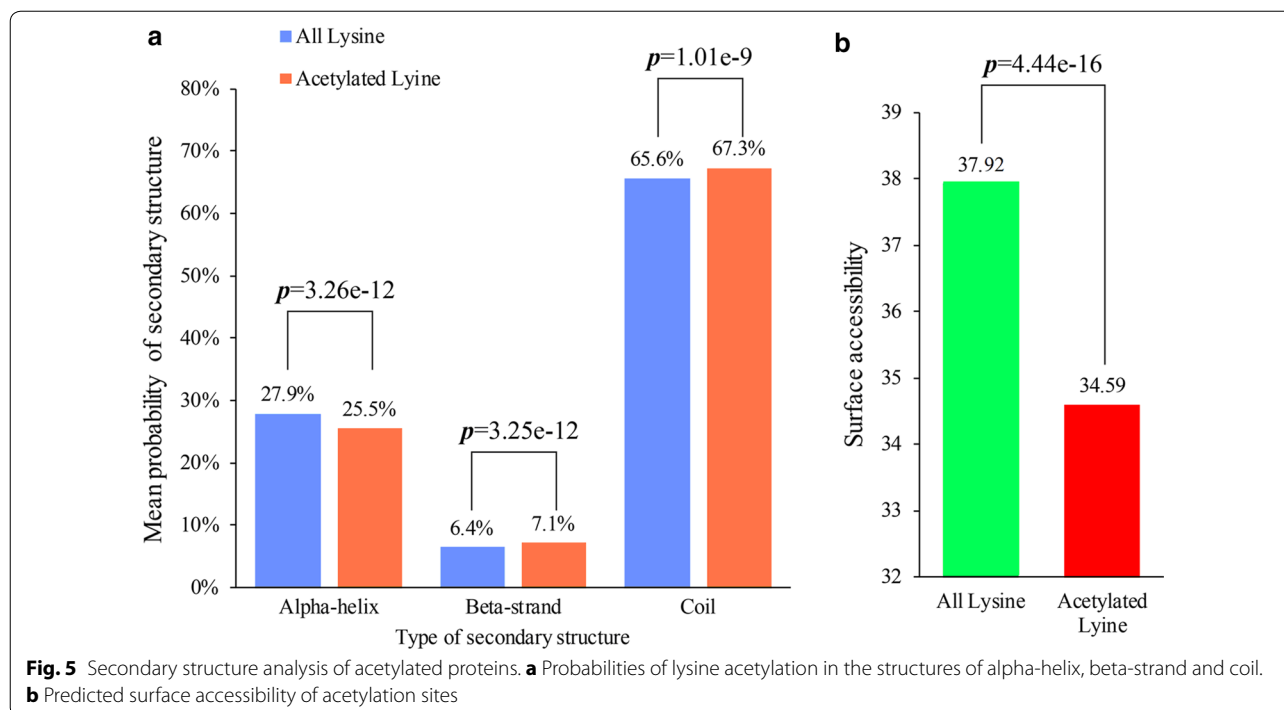 a
All Lysine
Acetylated Lyine
Mean probability of secondary structure
80%
70%
60%
50%
40%
30%
20%
10%
0%
p=3.26e-12
27.9%
25.5%
p=3.25e-12
6.4%
7.1%
p=1.01e-9
65.6%
67.3%
Alpha-helix
Beta-strand
Coil
Type of secondary structure
b
p=4.44e-16
Surface accessibility
39
38
37
36
35
34
33
32
37.92
34.59
All Lysine
Acetylated
Lyine
Fig. 5 Secondary structure analysis of acetylated proteins. a Probabilities of lysine acetylation in the structures of alpha-helix, beta-strand and coil.
b Predicted surface accessibility of acetylation sites